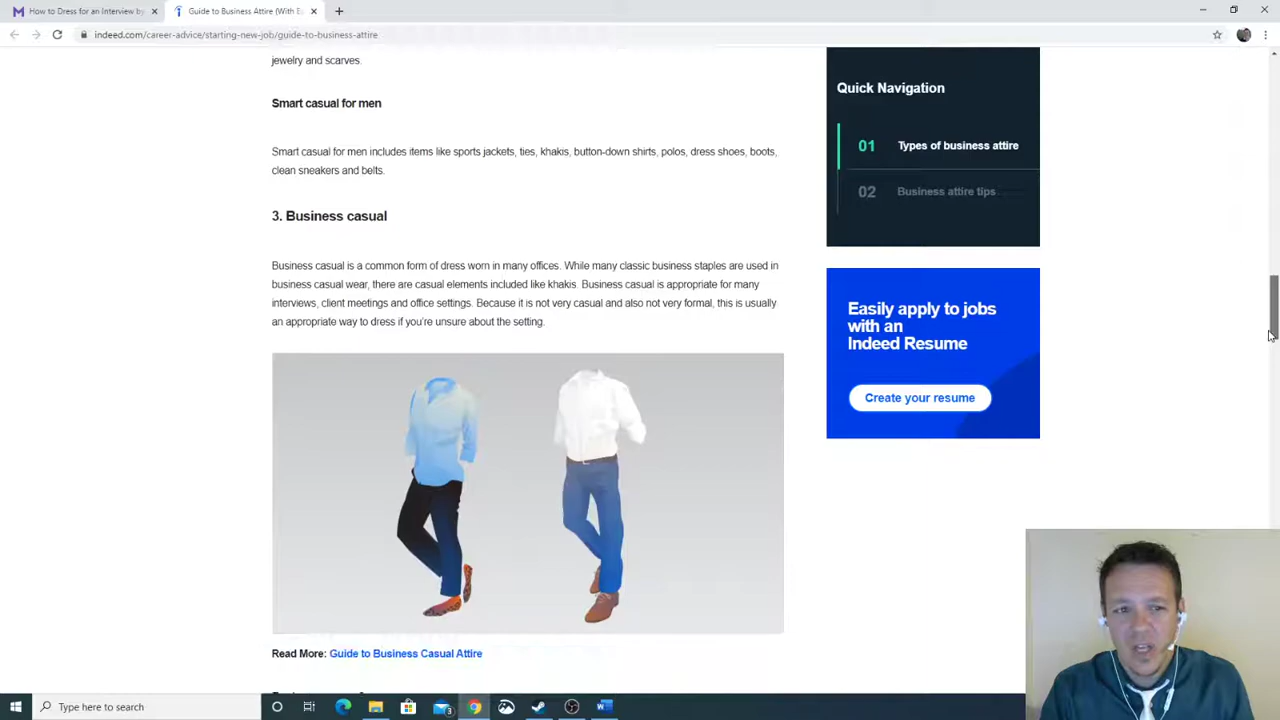 How to Dress for an Interview by
Guide to Business Attire (With E
indeed.com/career-advice/starting-new-job/guide-to-business-attire
jewelry and scarves.
Smart casual for men
Smart casual for men includes items like sports jackets, ties, khakis, button-down shirts, polos, dress shoes, boots,
clean sneakers and belts.
3. Business casual
Business casual is a common form of dress worn in many offices. While many classic business staples are used in
business casual wear, there are casual elements included like khakis. Business casual is appropriate for many
interviews, client meetings and office settings. Because it is not very casual and also not very formal, this is usually
an appropriate way to dress if you're unsure about the setting.
Read More: Guide to Business Casual Attire
Quick Navigation
01 Types of business attire
02 Business attire tips
Easily apply to jobs
with an
Indeed Resume
Create your resume
Type here to search
3